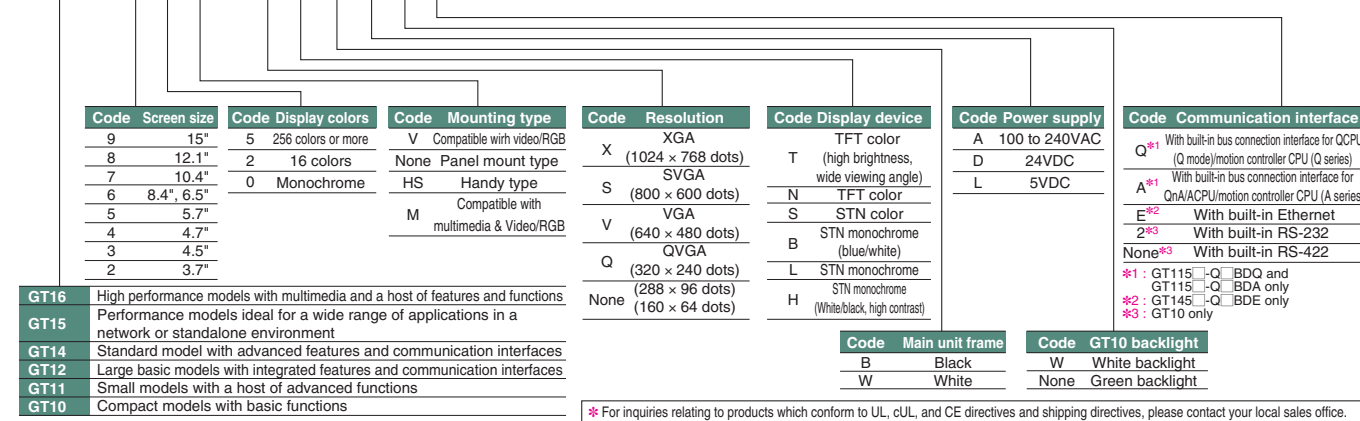 Code Screen size
9 15"
8 12.1"
7 10.4"
6 8.4", 6.5"
5 5.7"
4 4.7"
3 4.5"
2 3.7"
Code Display colors
5 256 colors or more
2 16 colors
0 Monochrome
Code Mounting type
V Compatible wirh video/RGB
None Panel mount type
HS Handy type
M Compatible with
multimedia & Video/RGB
Code Resolution
X XGA
(1024 × 768 dots)
S SVGA
(800 × 600 dots)
V VGA
(640 × 480 dots)
Q QVGA
(320 × 240 dots)
None (288 × 96 dots)
(160 × 64 dots)
Code Display device
T TFT color
(high brightness,
wide viewing angle)
N TFT color
S STN color
B STN monochrome
(blue/white)
L STN monochrome
H STN monochrome
(White/black, high contrast)
Code Power supply
A 100 to 240VAC
D 24VDC
L 5VDC
Code Communication interface
Q*1 With built-in bus connection interface for QCPU
(Q mode)/motion controller CPU (Q series)
A*1 With built-in bus connection interface for
QnA/ACPU/motion controller CPU (A series
E*2 With built-in Ethernet
2*3 With built-in RS-232
None*3 With built-in RS-422
*1 : GT115□-Q□BDQ and
GT115□-Q□BDA only
*2 : GT145□-Q□BDE only
*3 : GT10 only
GT16 High performance models with multimedia and a host of features and functions
GT15 Performance models ideal for a wide range of applications in a
network or standalone environment
GT14 Standard model with advanced features and communication interfaces
GT12 Large basic models with integrated features and communication interfaces
GT11 Small models with a host of advanced functions
GT10 Compact models with basic functions
Code Main unit frame
B Black
W White
Code GT10 backlight
W White backlight
None Green backlight
* For inquiries relating to products which conform to UL, cUL, and CE directives and shipping directives, please contact your local sales office.